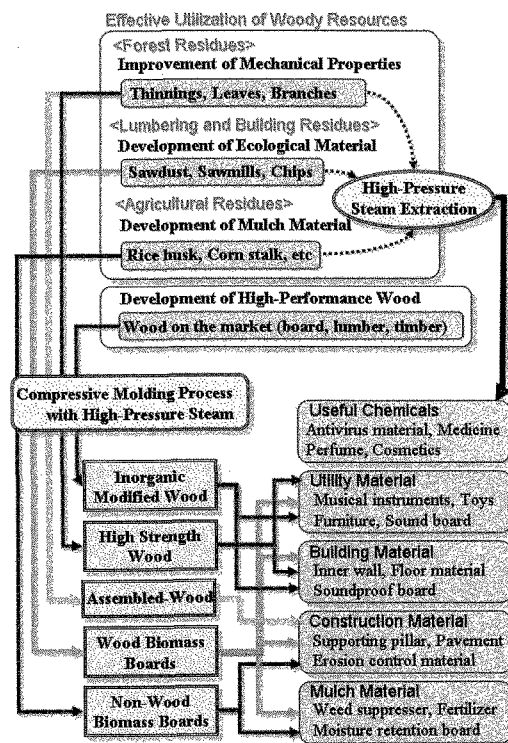 Effective Utilization of Woody Resources
<Forest Residues>
Improvement of Mechanical Properties
Thinnings, Leaves, Branches
<Lumbering and Building Residues>
Development of Ecological Material
Sawdust, Sawmills, Chips
High-Pressure
Steam Extraction
<Agricultural Residues>
Development of Mulch Material
Rice husk, Corn stalk, etc
Development of High-Performance Wood
Wood on the market (board, lumber, timber)
Compressive Molding Process
with High-Pressure Steam
Useful Chemicals
Antivirus material, Medicine
Perfume, Cosmetics
Inorganic
Modified Wood
Utility Material
Musical instruments, Toys
Furniture, Sound board
High Strength
Wood
Building Material
Inner wall, Floor material
Soundproof board
Assembled-Wood
Construction Material
Supporting pillar, Pavement
Erosion control material
Wood Biomass
Boards
Non-Wood
Biomass Boards
Mulch Material
Weed suppresser, Fertilizer
Moisture retention board